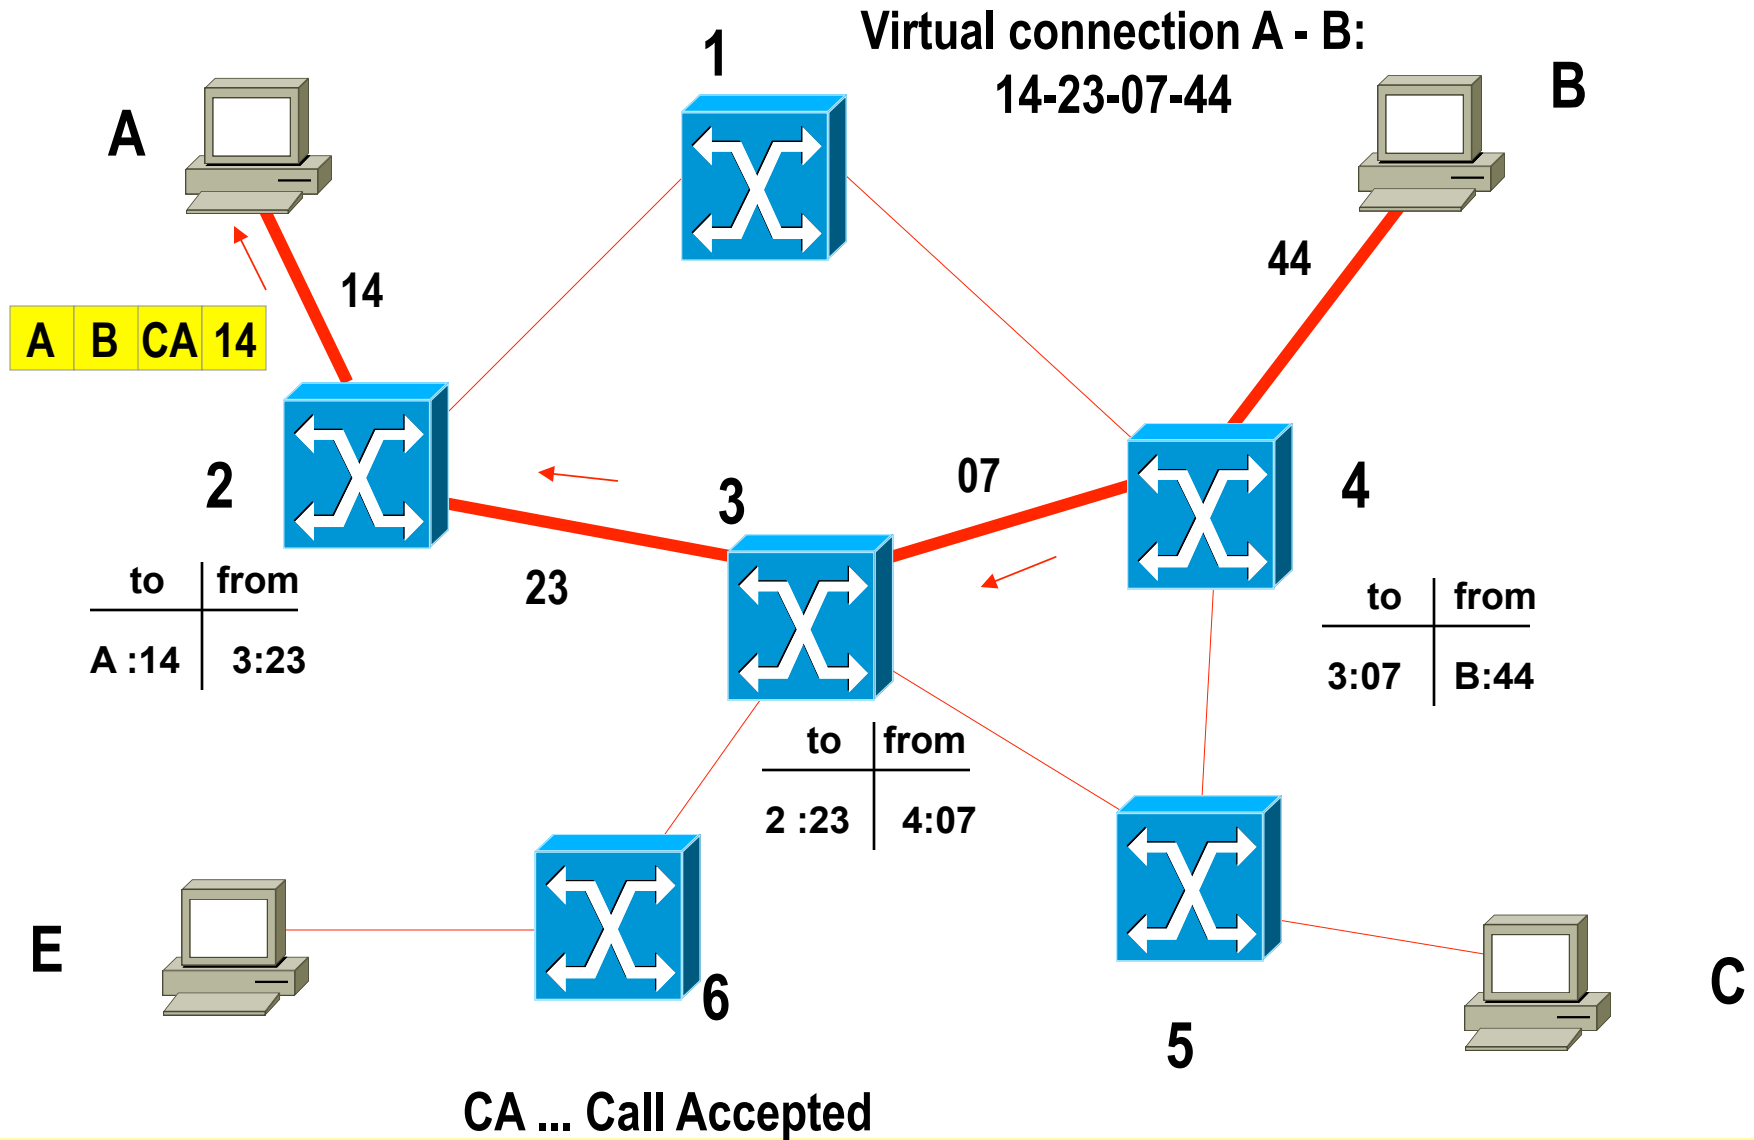 Virtual connection A - B:
14-23-07-44
1
A
B
14
44
A B CA 14
2
3
07
4
23
to from
A :14 3:23
to from
3:07 B:44
to from
2 :23 4:07
E
6
5
C
CA ... Call Accepted